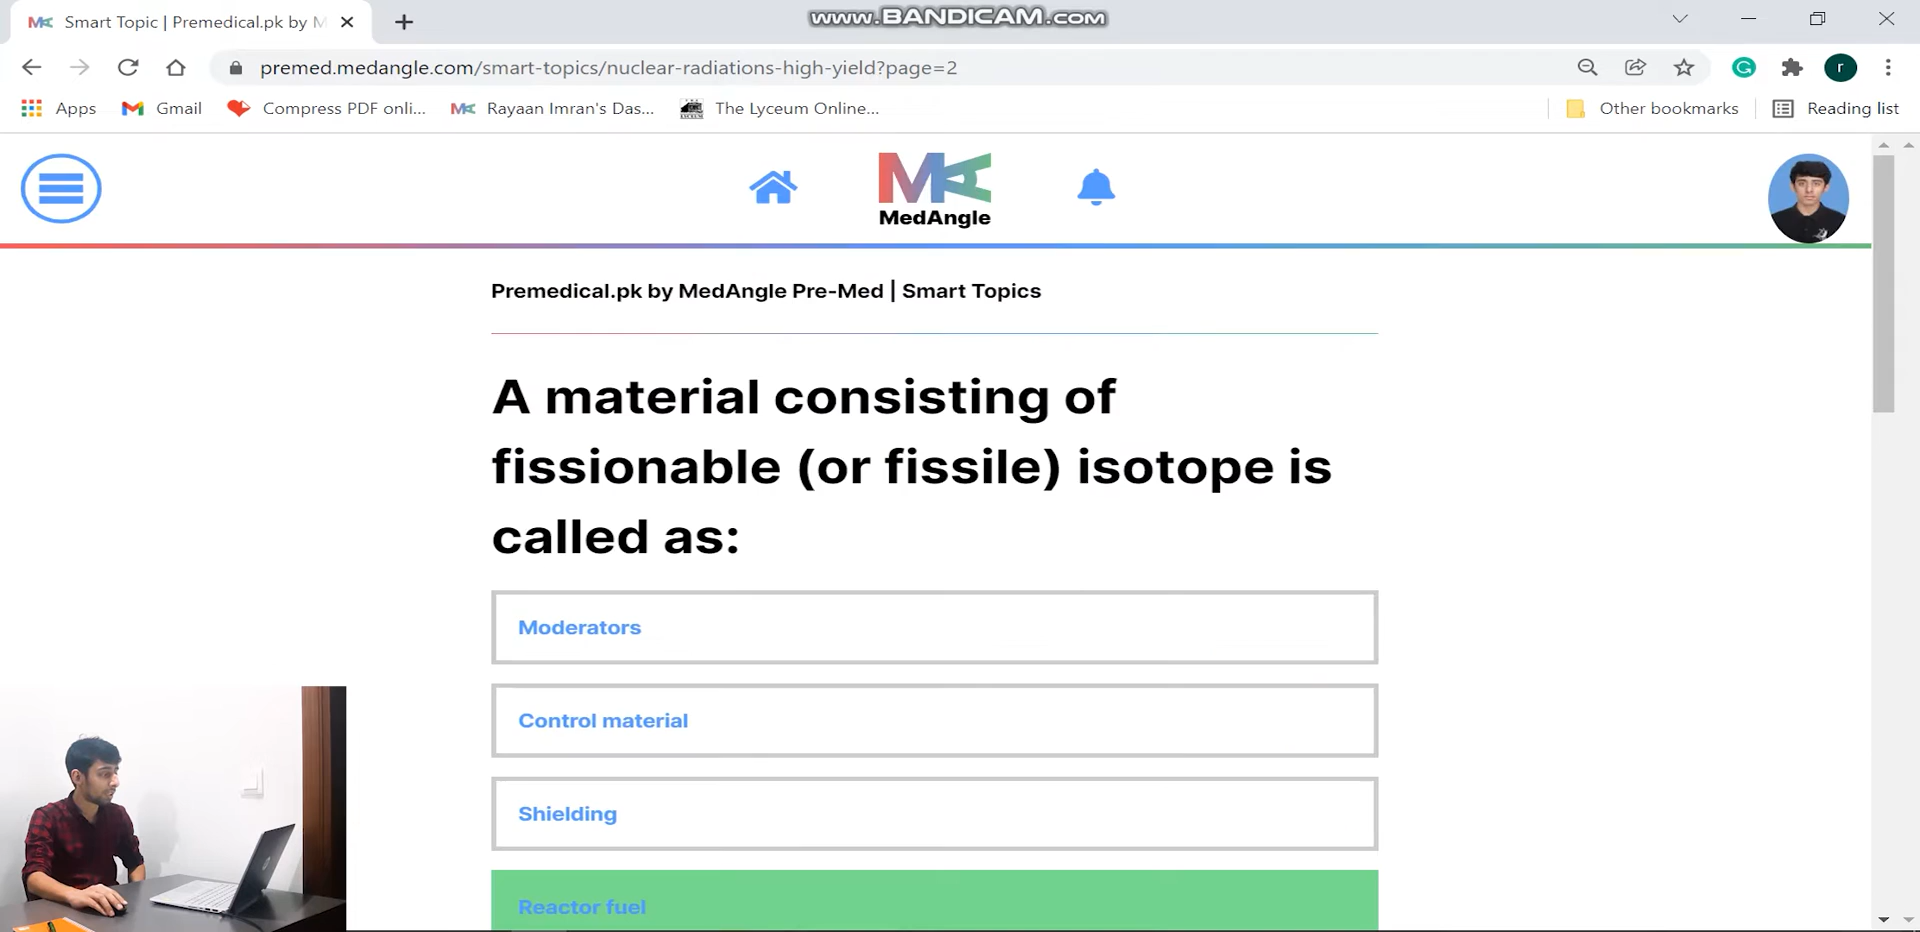 Smart Topic | Premedical.pk by M
www.BANDICAM.com
premed.medangle.com/smart-topics/nuclear-radiations-high-yield?page=2
r
Apps
Gmail
Compress PDF onli...
Rayaan Imran's Das...
The Lyceum Online...
Other bookmarks
Reading list
MA
MedAngle
Premedical.pk by MedAngle Pre-Med | Smart Topics
A material consisting of
fissionable (or fissile) isotope is
called as:
Moderators
Control material
Shielding
Reactor fuel